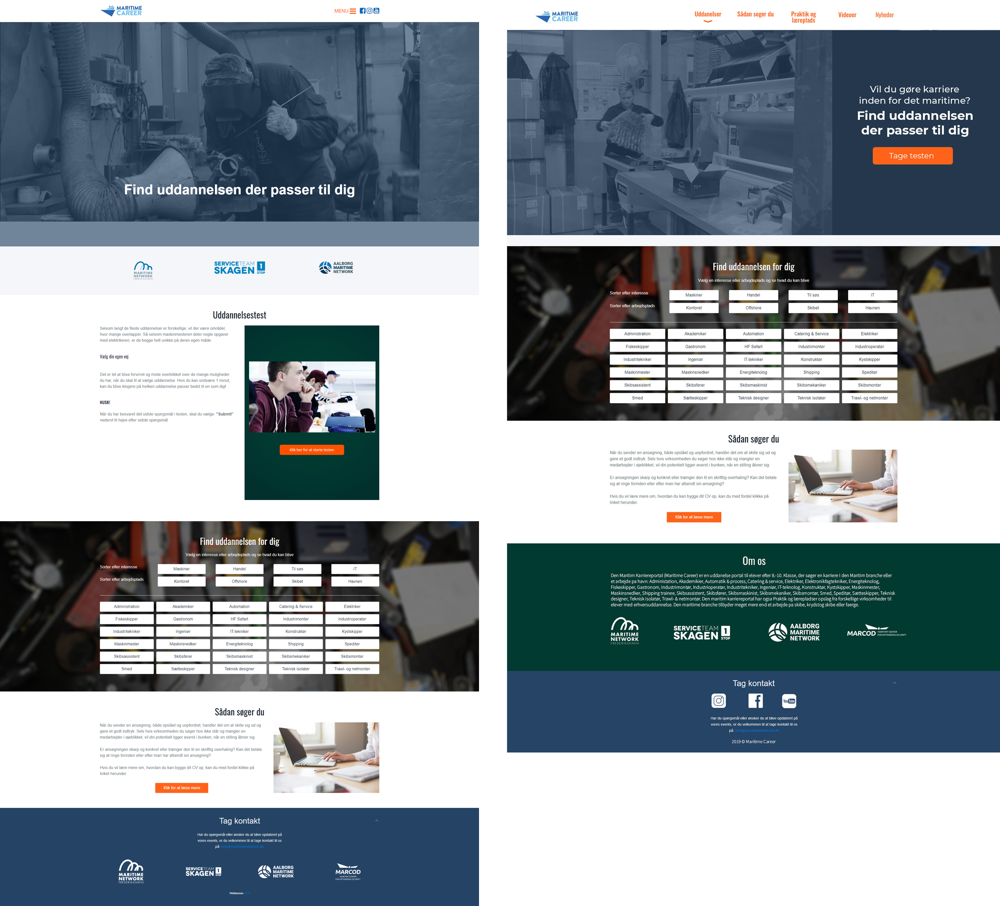 MARITIME
CAREER
MENU
Find uddannelsen der passer til dig
MARITIME
NETWORK
FREDERIKSHAVN
SERVICETEAM
SKAGEN
1
STOP
AALBORG
MARITIME
NETWORK
Uddannelsestest
Selvom langt de fleste uddannelser er forskellige, vil der være områder,
hvor mange overlapper. Så selvom maskinmesteren deler nogle opgaver
med elektrikeren, er de begge helt unikke på deres egen måde.
Vælg din egen vej
Det er let at blive forvirret og miste overblikket over de mange muligheder
du har, når du skal til at vælge uddannelse. Hvis du kan undvære 1 minut,
kan du blive klogere på hvilken uddannelse passer bedst til en som dig!
HUSK!
Når du har besvaret det sidste spørgsmål i testen, skal du vælge: "Submit"
nederst til højre efter sidste spørgsmål
Klik her for at starte testen
Find uddannelsen for dig
Vælg en interesse eller arbejdeplads og se hvad du kan blive
Sorter efter interesse
Maskiner
Handel
Til søs
IT
Sorter efter arbejdsplads
Kontoret
Offshore
Skibet
Havnen
Administration
Akademiker
Automation
Catering & Service
Elektriker
Fiskeskipper
Gastronom
HF Søfart
Industrimontør
Industrioperatør
Industritekniker
Ingeniør
IT-tekniker
Konstruktør
Kystskipper
Maskinmester
Maskinsnedker
Energiteknolog
Shipping
Speditør
Skibsassistent
Skibsfører
Skibsmaskinist
Skibsmekaniker
Skibsmontør
Smed
Sætteskipper
Teknisk designer
Teknisk isolatør
Trawl- og netmontør
Sådan søger du
Når du sender en ansøgning, både opslået og uopfordret, handler det om at skille sig ud og
gøre et godt indtryk. Selv hvis virksomheden du søger hos ikke står og mangler en
medarbejder i øjeblikket, vil din potentielt ligger øverst i bunken, når en stilling åbner sig.
Er ansøgningen skarp og konkret eller trænger den til en skriftlig overhaling? Kan det betale
sig at ringe forinden eller efter man har afsendt sin ansøgning?
Hvis du vil lære mere om, hvordan du kan bygge dit CV op, kan du med fordel klikke på
linket herunder.
Klik for at læse mere
Tag kontakt
Har du spørgsmål eller ønsker du at blive opdateret på
vores events, er du velkommen til at tage kontakt til os
på: info@maritimenetwork.dk
MARITIME
NETWORK
FREDERIKSHAVN
SERVICETEAM
SKAGEN
1
STOP
AALBORG
MARITIME
NETWORK
MARCOD
MARITIMT CENTER
FOR OPTIMERING OG DRIFT
Webbureau
MARITIME
CAREER
Uddanelser
Sådan soger du
Praktik og
læreplads
Videoer
Nyheder
Vil du gøre karriere
inden for det maritime?
Find uddannelsen
der passer til dig
Tage testen
Find uddannelsen for dig
Vælg en interesse eller arbejdeplads og se hvad du kan blive
Sorter efter interesse
Maskiner
Handel
Til søs
IT
Sorter efter arbejdsplads
Kontoret
Offshore
Skibet
Havnen
Administration
Akademiker
Automation
Catering & Service
Elektriker
Fiskeskipper
Gastronom
HF Søfart
Industrimontør
Industrioperatør
Industritekniker
Ingeniør
IT-tekniker
Konstruktør
Kystskipper
Maskinmester
Maskinsnedker
Energiteknolog
Shipping
Speditør
Skibsassistent
Skibsfører
Skibsmaskinist
Skibsmekaniker
Skibsmontør
Smed
Sætteskipper
Teknisk designer
Teknisk isolatør
Trawl- og netmontør
Sådan søger du
Når du sender en ansøgning, både opslået og uopfordret, handler det om at skille sig ud og
gøre et godt indtryk. Selv hvis virksomheden du søger hos ikke står og mangler en
medarbejder i øjeblikket, vil din potentielt ligger øverst i bunken, når en stilling åbner sig.
Er ansøgningen skarp og konkret eller trænger den til en skriftlig overhaling? Kan det betale
sig at ringe forinden eller efter man har afsendt sin ansøgning?
Hvis du vil lære mere om, hvordan du kan bygge dit CV op, kan du med fordel klikke på
linket herunder.
Klik for at læse mere
Om os
Den Maritim Karriereportal (Maritime Career) er en uddanelse portal til elever efter 8.-10. Klasse, der søger en karriere I den Maritim branche eller
et arbejde pa havn: Administation, Akademikier, Automatik & process, Catering & service, Elektriker, Elektronikfagtekniker, Energiteknolog,
Fiskeskipper, Gastronom, Industrimontør, Industrioperatør, Industritekniker, Ingeniør, IT-teknolog, Konstruktør, Kystskipper, Maskinmester,
Maskinsnedker, Shipping trainee, Skibsassistent, Skibsfører, Skibsmaskinist, Skibsmekaniker, Skibsmontør, Smed, Speditør, Sætteskipper, Teknisk
designer, Teknisk isolatør, Trawl- & netmontør. Den maritim karriereportal har ogsa Praktik og lærepladser opslag fra forskellige virksomheder til
elever med erhversuddannelse. Den maritime branche tilbyder meget mere end et arbejde pa skibe, krydstog skibe eller faerge.
MARITIME
NETWORK
FREDERIKSHAVN
SERVICETEAM
SKAGEN
1
STOP
AALBORG
MARITIME
NETWORK
MARCOD
MARITIMT CENTER
FOR OPTIMERING OG DRIFT
Tag kontakt
YouTube
Har du spørgsmål eller ønsker du at blive opdateret på
vores events, er du velkommen til at tage kontakt til os
på: info@maritimenetwork.dk
2019 © Maritime Career